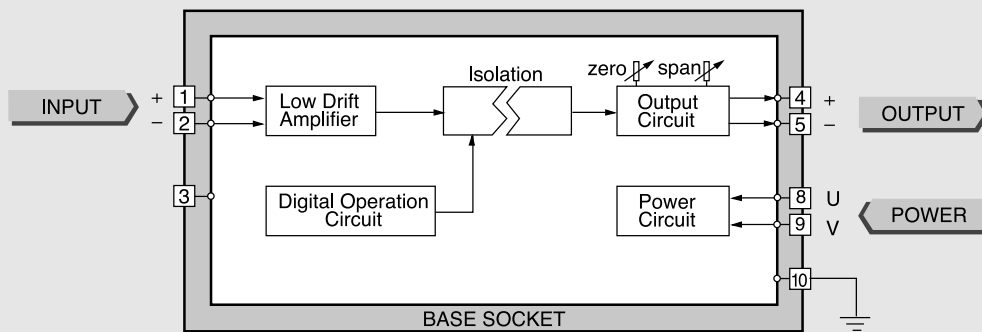 Isolation
zero
span
INPUT
+
1
−
2
3
Low Drift
Amplifier
Output
Circuit
4
+
5
−
OUTPUT
Digital Operation
Circuit
Power
Circuit
8
U
9
V
POWER
10
BASE SOCKET